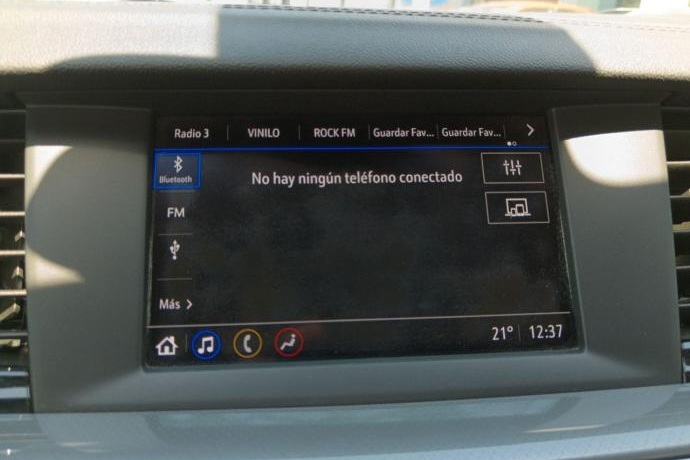 Radio 3 VINILO ROCK FM Guardar Fav... Guardar Fav...
Bluetooth
No hay ningún teléfono conectado
FM
Más
21° 12:37